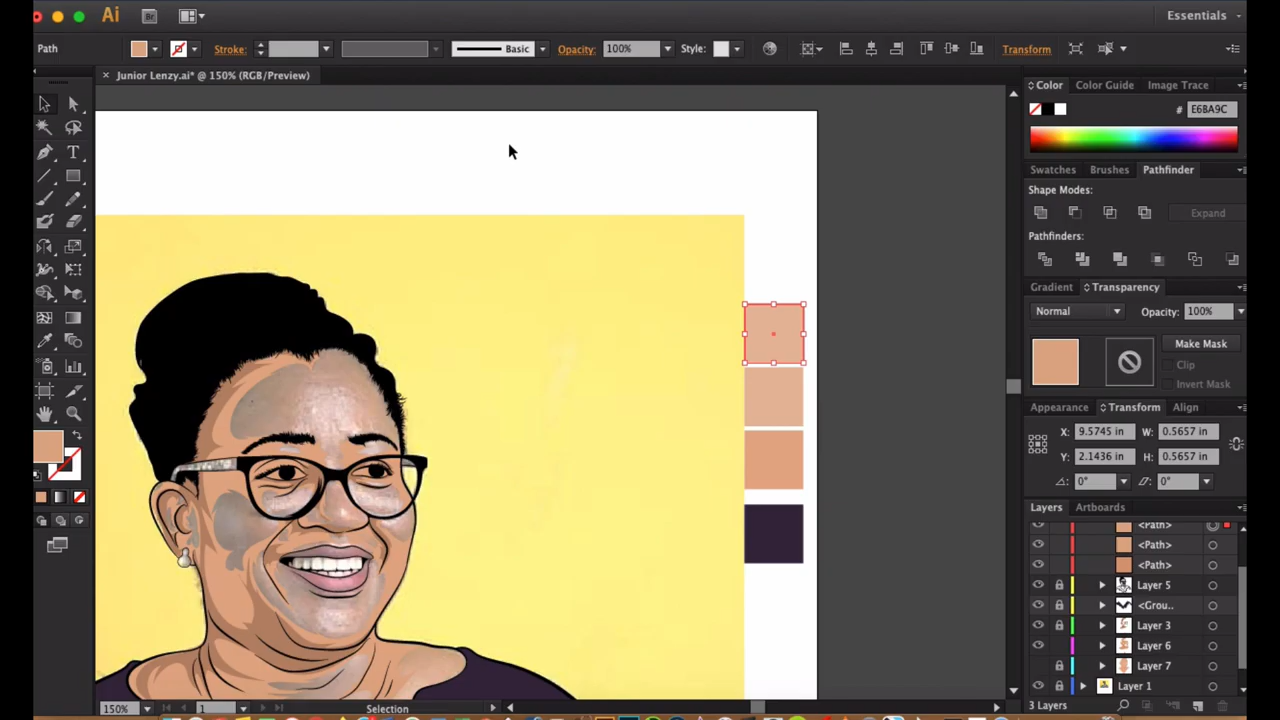 Ai Br Essentials
Path Stroke: Basic Opacity: 100% Style: Transform
× Junior Lenzy.ai* @ 150% (RGB/Preview)
Color Color Guide Image Trace
# E6BA9C
Swatches Brushes Pathfinder
Shape Modes:
Expand
Pathfinders:
Gradient Transparency
Normal Opacity: 100%
Make Mask
Clip
Invert Mask
Appearance Transform Align
X: 9.5745 in W: 0.5657 in
Y: 2.1436 in H: 0.5657 in
0° 0°
Layers Artboards
<Path>
<Path>
<Path>
Layer 5
<Grou..
Layer 3
Layer 6
Layer 7
Layer 1
3 Layers
150% 1 Selection